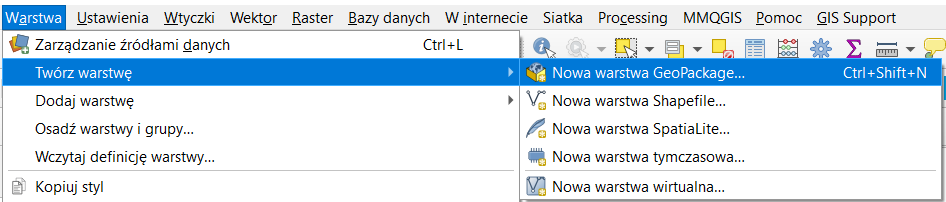 Warstwa Ustawienia Wtyczki Wektor Raster Bazy danych W internecie Siatka Processing MMQGIS Pomoc GIS Support
Zarządzanie źródłami danych Ctrl+L
Twórz warstwę
Nowa warstwa GeoPackage... Ctrl+Shift+N
Dodaj warstwę
Nowa warstwa Shapefile...
Osadź warstwy i grupy...
Nowa warstwa SpatiaLite...
Wczytaj definicję warstwy...
Nowa warstwa tymczasowa...
Kopiuj styl
Nowa warstwa wirtualna...